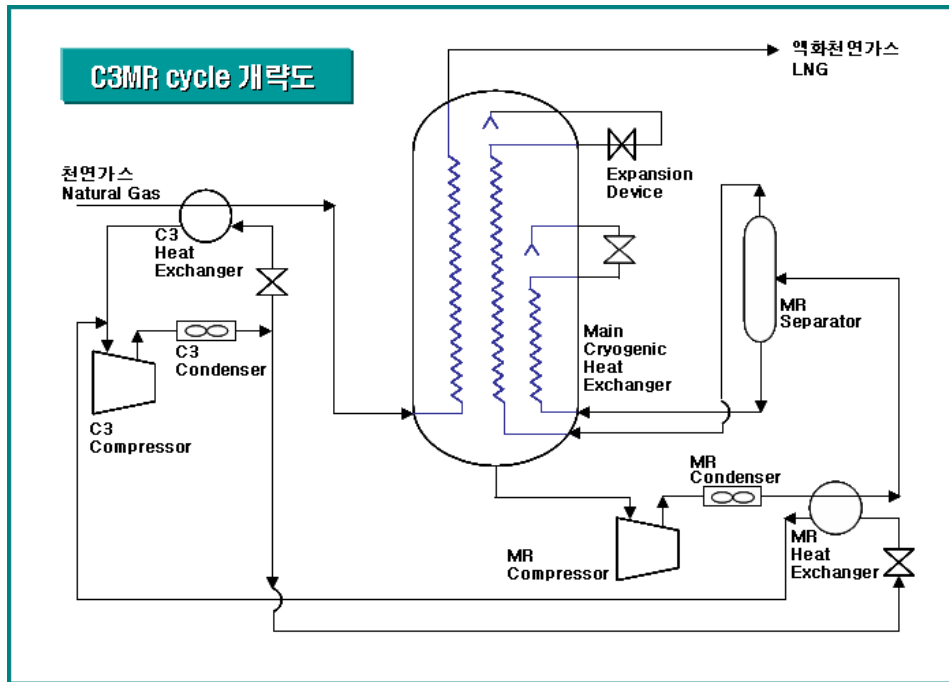 C3MR cycle 개략도
액화천연가스
LNG
천연가스
Natural Gas
Expansion
Device
C3
Heat
Exchanger
MR
Separator
C3
Condenser
Main
Cryogenic
Heat
Exchanger
C3
Compressor
MR
Condenser
MR
Compressor
MR
Heat
Exchanger